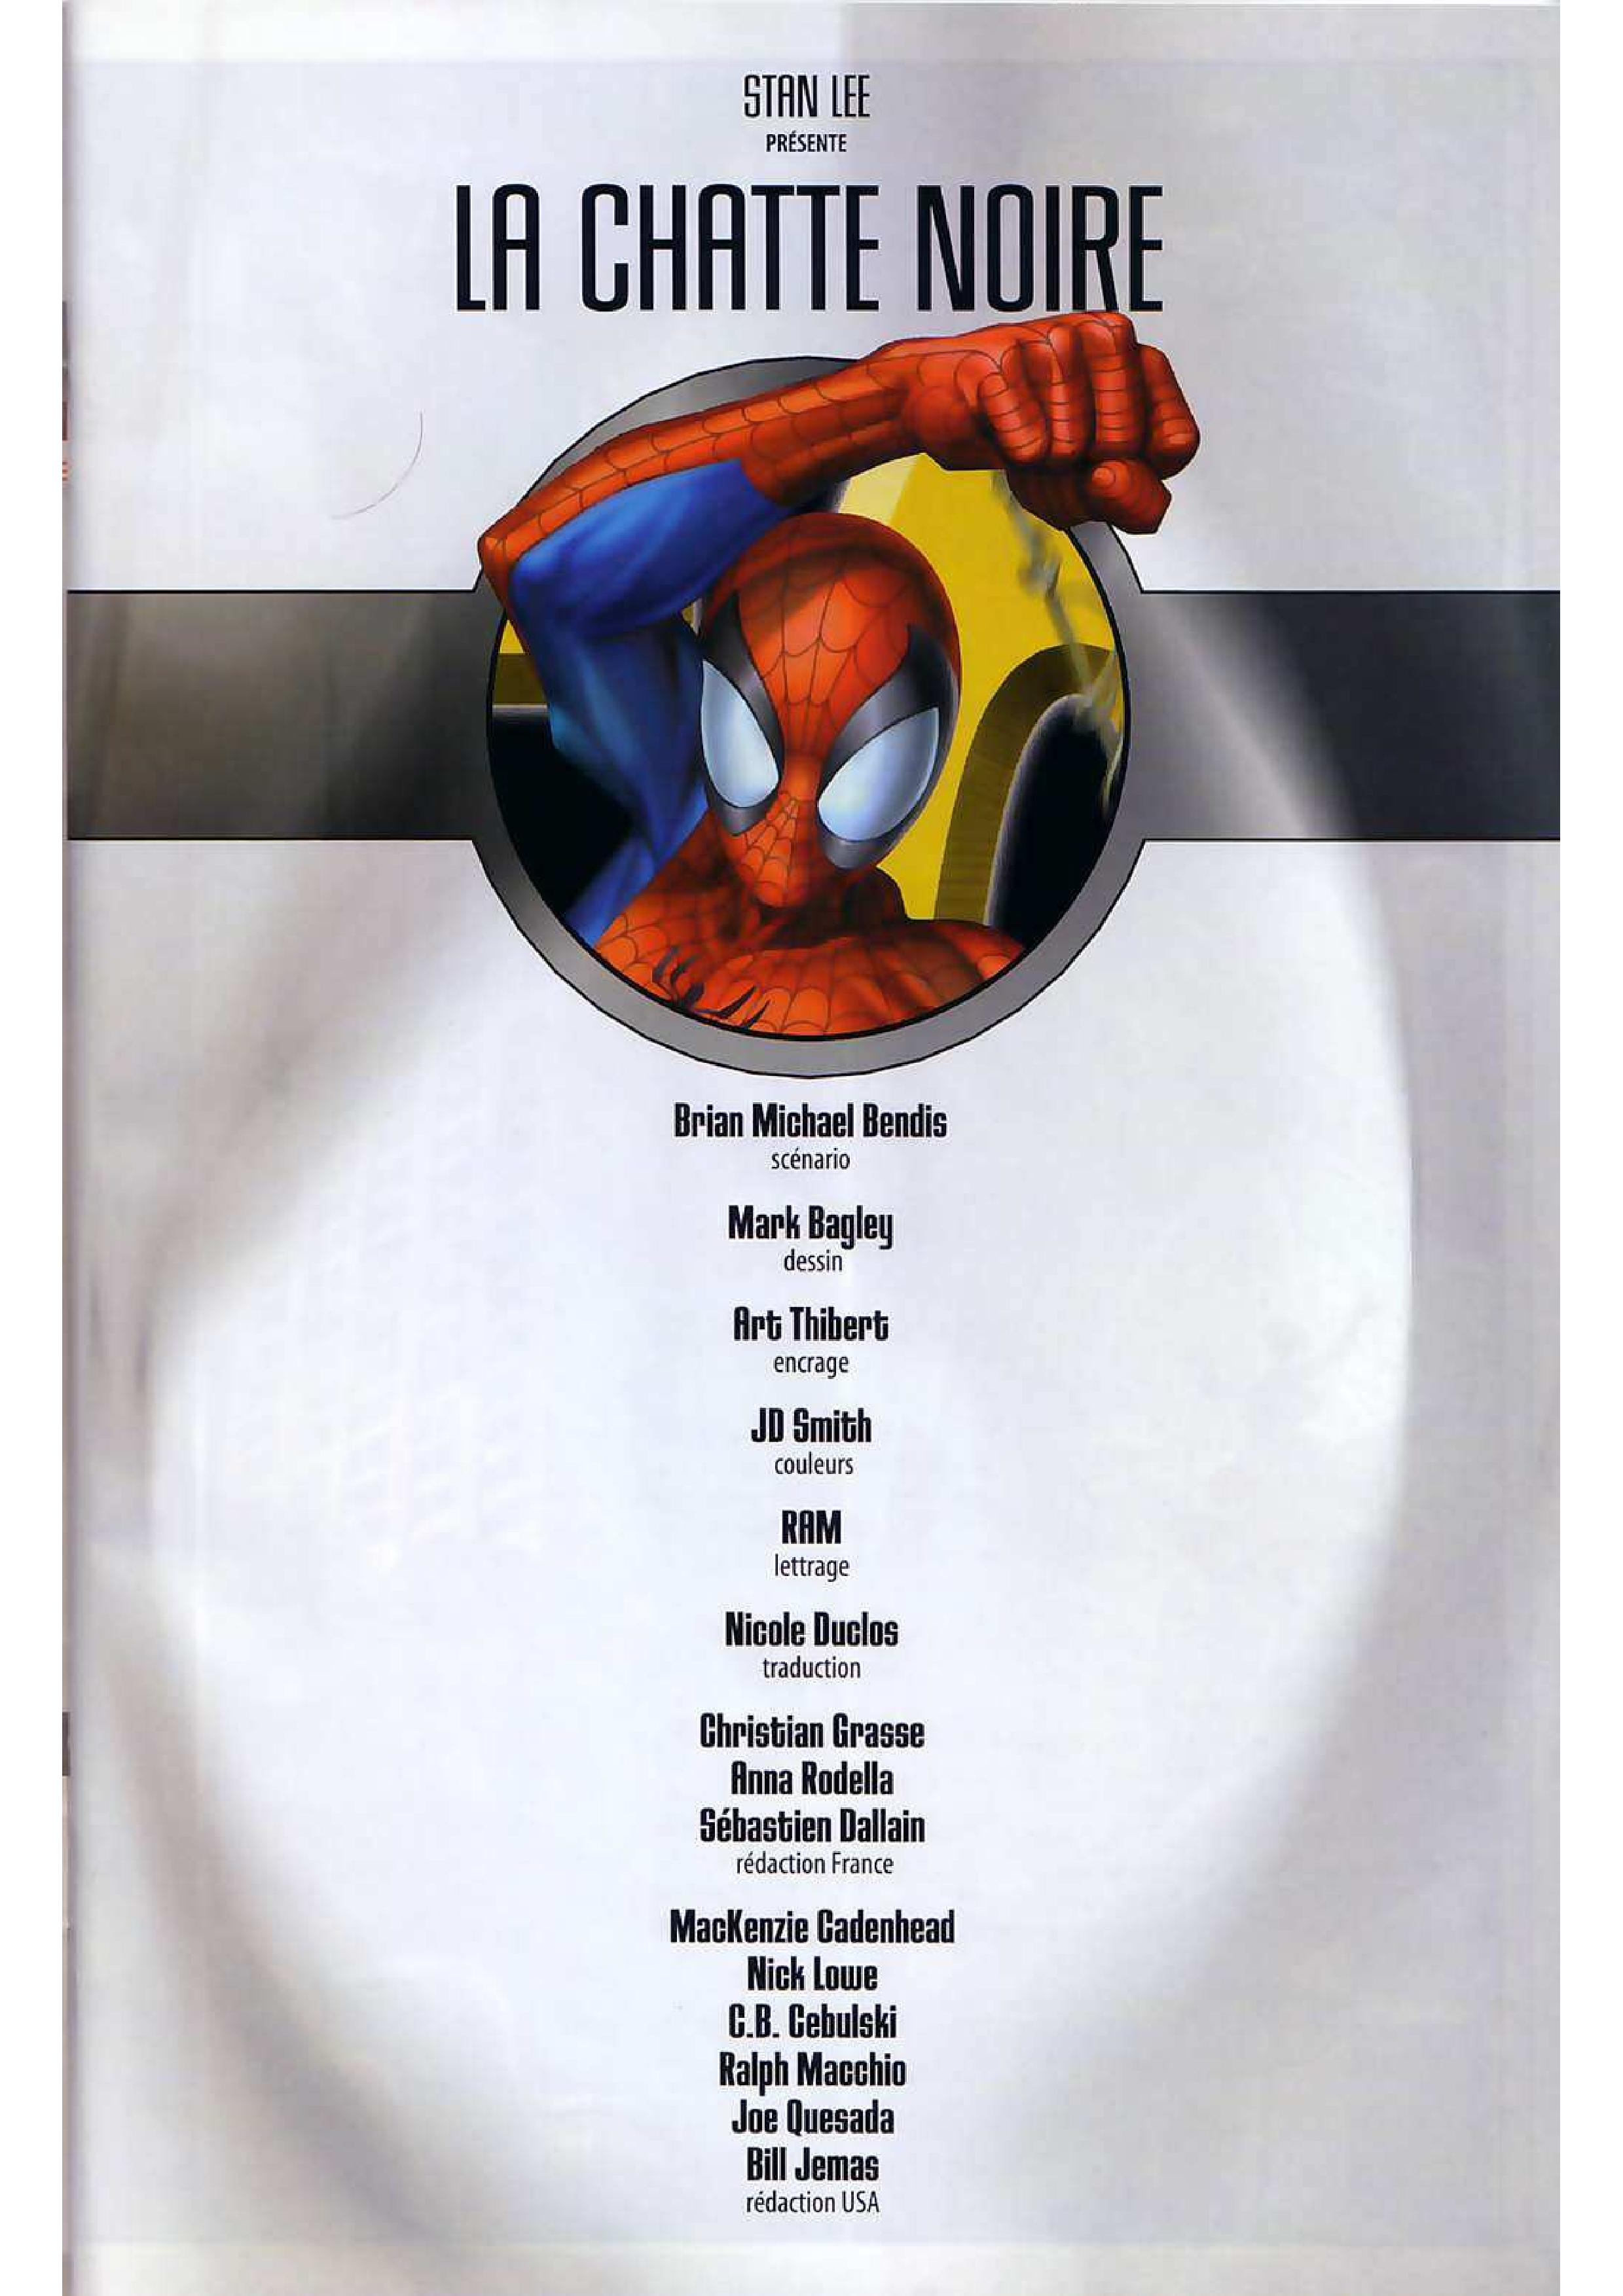 STAN LEE
PRÉSENTE
LA CHATTE NOIRE
Brian Michael Bendis
scénario
Mark Bagley
dessin
Art Thibert
encrage
JD Smith
couleurs
RAM
lettrage
Nicole Duclos
traduction
Christian Grasse
Anna Rodella
Sébastien Dallain
rédaction France
MacKenzie Cadenhead
Nick Lowe
C.B. Cebulski
Ralph Macchio
Joe Quesada
Bill Jemas
rédaction USA